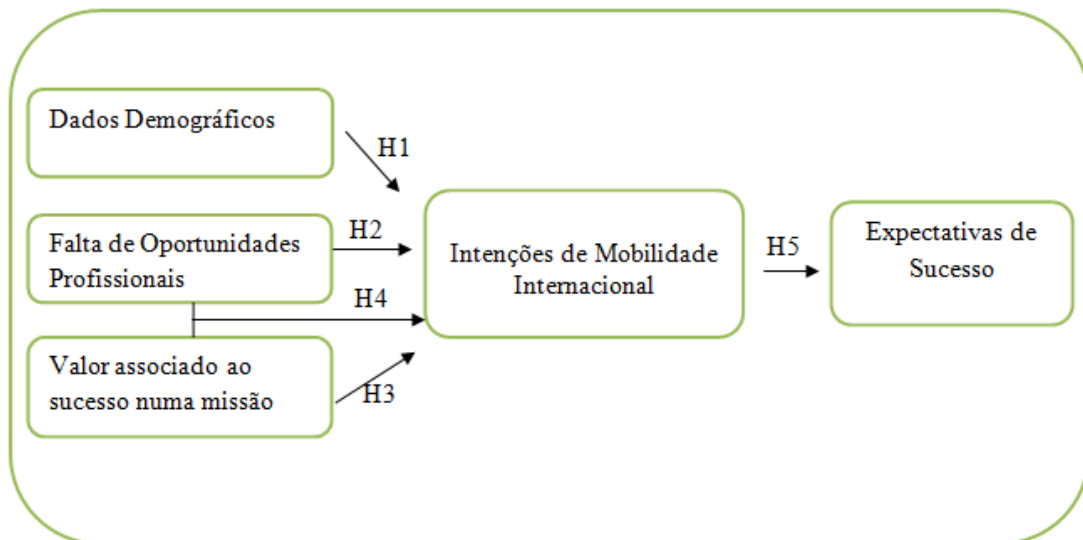 Dados Demográficos
H1
Falta de Oportunidades
Profissionais
H2
H4
Valor associado ao
sucesso numa missão
H3
Intenções de Mobilidade
Internacional
H5
Expectativas de
Sucesso